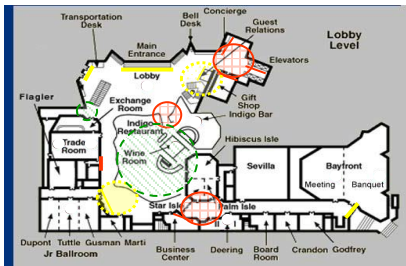 Concierge
Transportation
Desk
Bell
Desk
Guest
Relations
Lobby
Level
Main
Entrance
Elevators
Lobby
Flagler
Exchange
Room
Gift
Shop
Indigo
Restaurant
Indigo Bar
Trade
Room
Hibiscus Isle
Wine
Room
Sevilla
Bayfront
Meeting
Banquet
Star Isle
Palm Isle
I
II
Dupont
Tuttle
Gusman
Marti
Jr Ballroom
Business
Center
Deering
Board
Room
Crandon
Godfrey